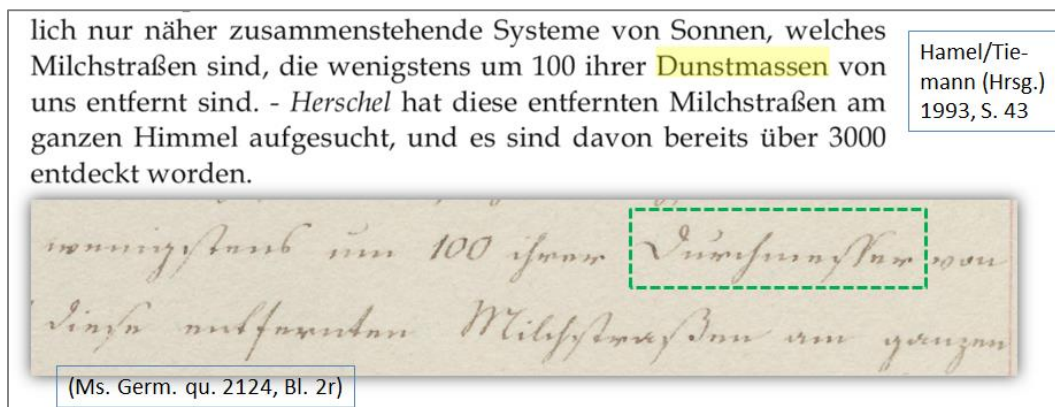 lich nur näher zusammenstehende Systeme von Sonnen, welches
Milchstraßen sind, die wenigstens um 100 ihrer Dunstmassen von
uns entfernt sind. - Herschel hat diese entfernten Milchstraßen am
ganzen Himmel aufgesucht, und es sind davon bereits über 3000
entdeckt worden.
Hamel/Tie-
mann (Hrsg.)
1993, S. 43
wenigstens um 100 ihrer Durchmesser von
diese entfernten Milchstraßen am ganzen
(Ms. Germ. qu. 2124, Bl. 2r)